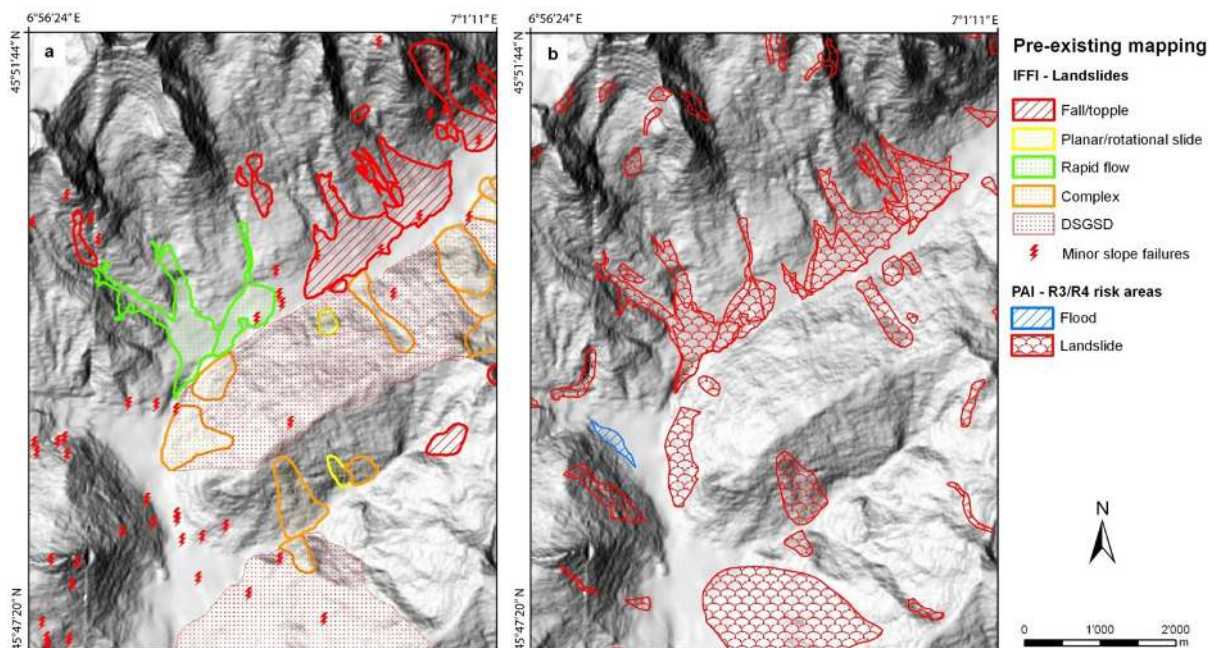 6°56'24" E
7°1'11" E
6°56'24" E
7°1'11" E
45°51'44" N
a
45°51'44" N
b
45°47'20" N
45°47'20" N
Pre-existing mapping
IFFI - Landslides
Fall/topple
Planar/rotational slide
Rapid flow
Complex
DSGSD
Minor slope failures
PAI - R3/R4 risk areas
Flood
Landslide
N
0 1'000 2'000
m